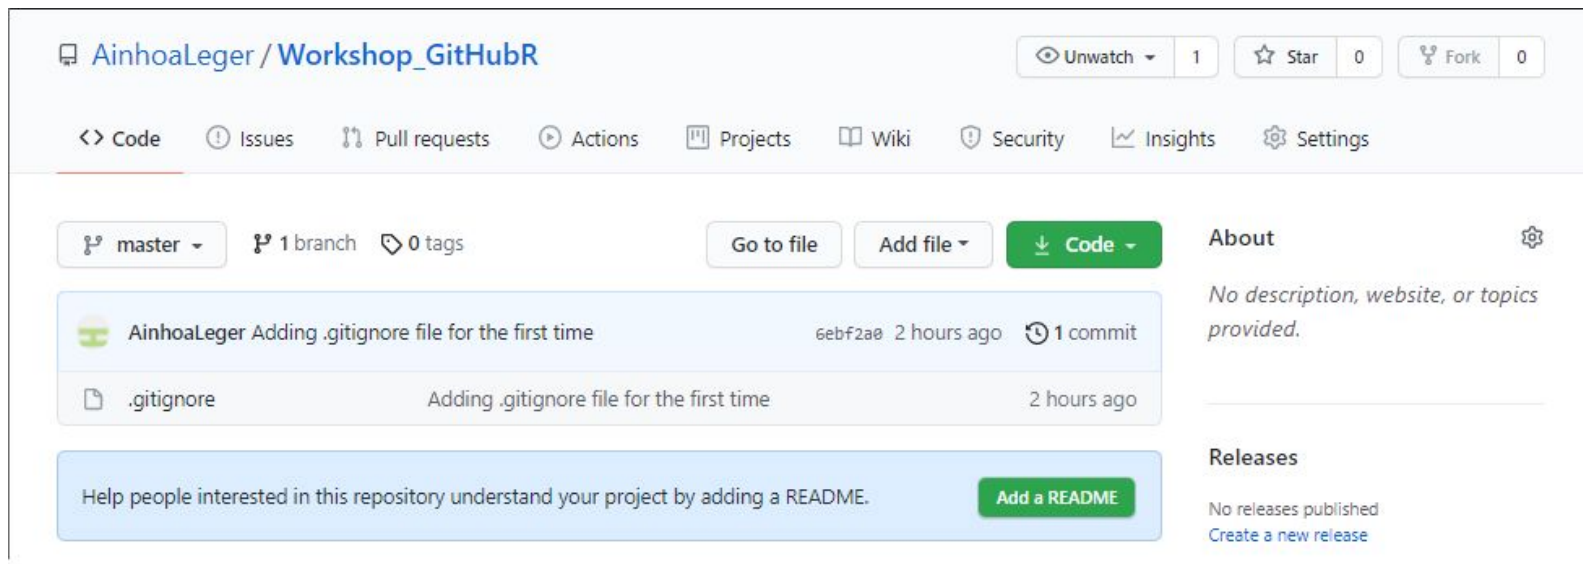 AinhoaLeger / Workshop_GitHubR
Unwatch 1 Star 0 Fork 0
<> Code Issues Pull requests Actions Projects Wiki Security Insights Settings
master 1 branch 0 tags Go to file Add file Code
About
No description, website, or topics
provided.
AinhoaLeger Adding .gitignore file for the first time 6ebf2a0 2 hours ago 1 commit
.gitignore Adding .gitignore file for the first time 2 hours ago
Releases
Help people interested in this repository understand your project by adding a README. Add a README
No releases published
Create a new release